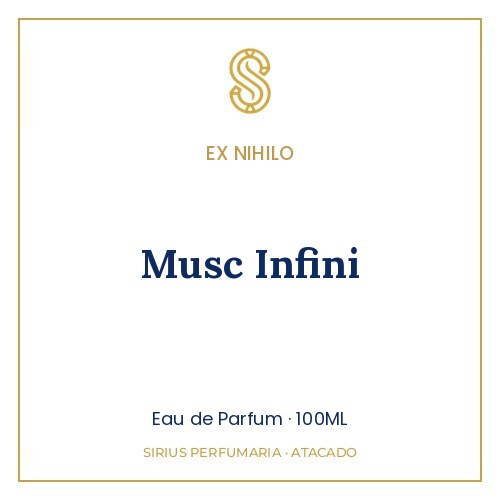 EX NIHILO
Musc Infini
Eau de Parfum · 100ML
SIRIUS PERFUMARIA · ATACADO